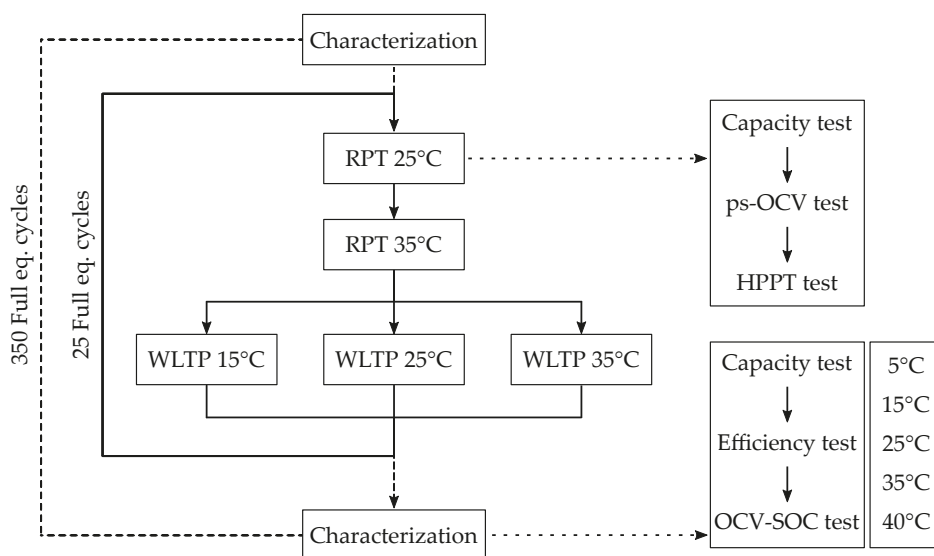 Characterization
350 Full eq. cycles
25 Full eq. cycles
RPT 25°C
RPT 35°C
WLTP 15°C
WLTP 25°C
WLTP 35°C
Characterization
Capacity test
ps-OCV test
HPPT test
Capacity test
Efficiency test
OCV-SOC test
5°C
15°C
25°C
35°C
40°C